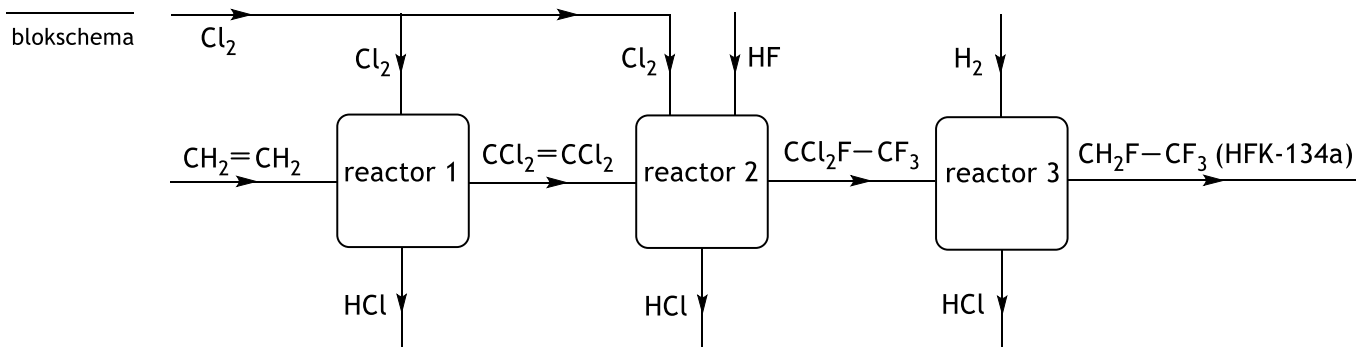 blokschema
Cl₂
Cl₂
Cl₂
HF
H₂
CH₂=CH₂
reactor 1
CCl₂=CCl₂
reactor 2
CCl₂F–CF₃
reactor 3
CH₂F–CF₃ (HFK-134a)
HCl
HCl
HCl